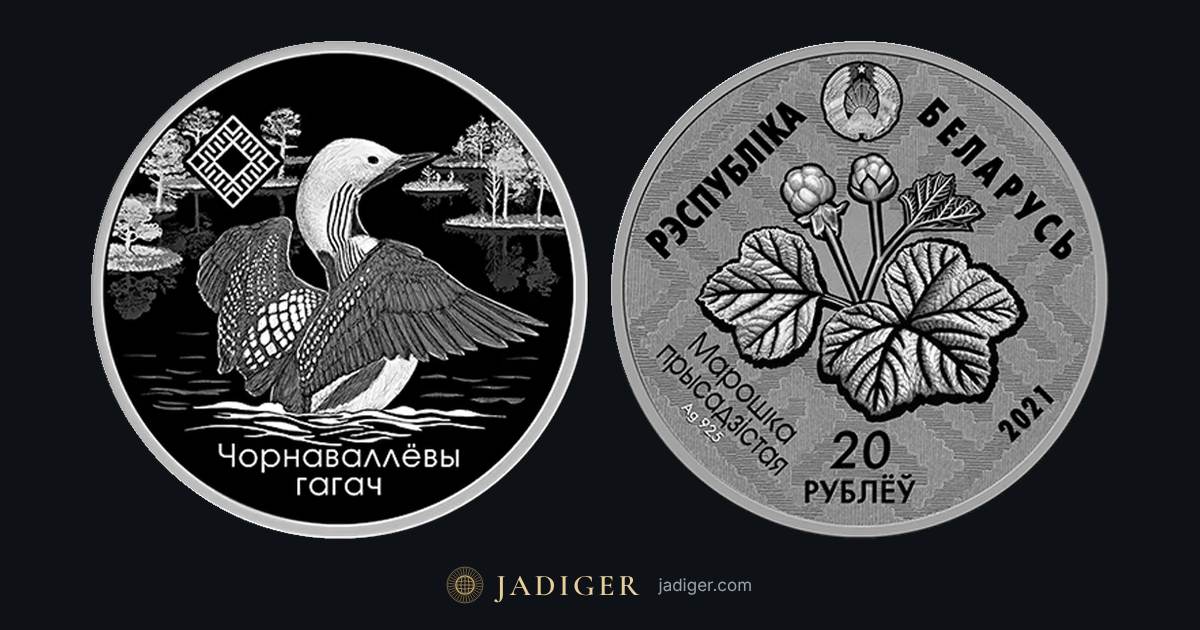 Чорнаваллёвы
гагач
РЭСПУБЛІКА БЕЛАРУСЬ
Марошка
прысадзістая
Ag 925
20
РУБЛЁЎ
2021
JADIGER jadiger.com